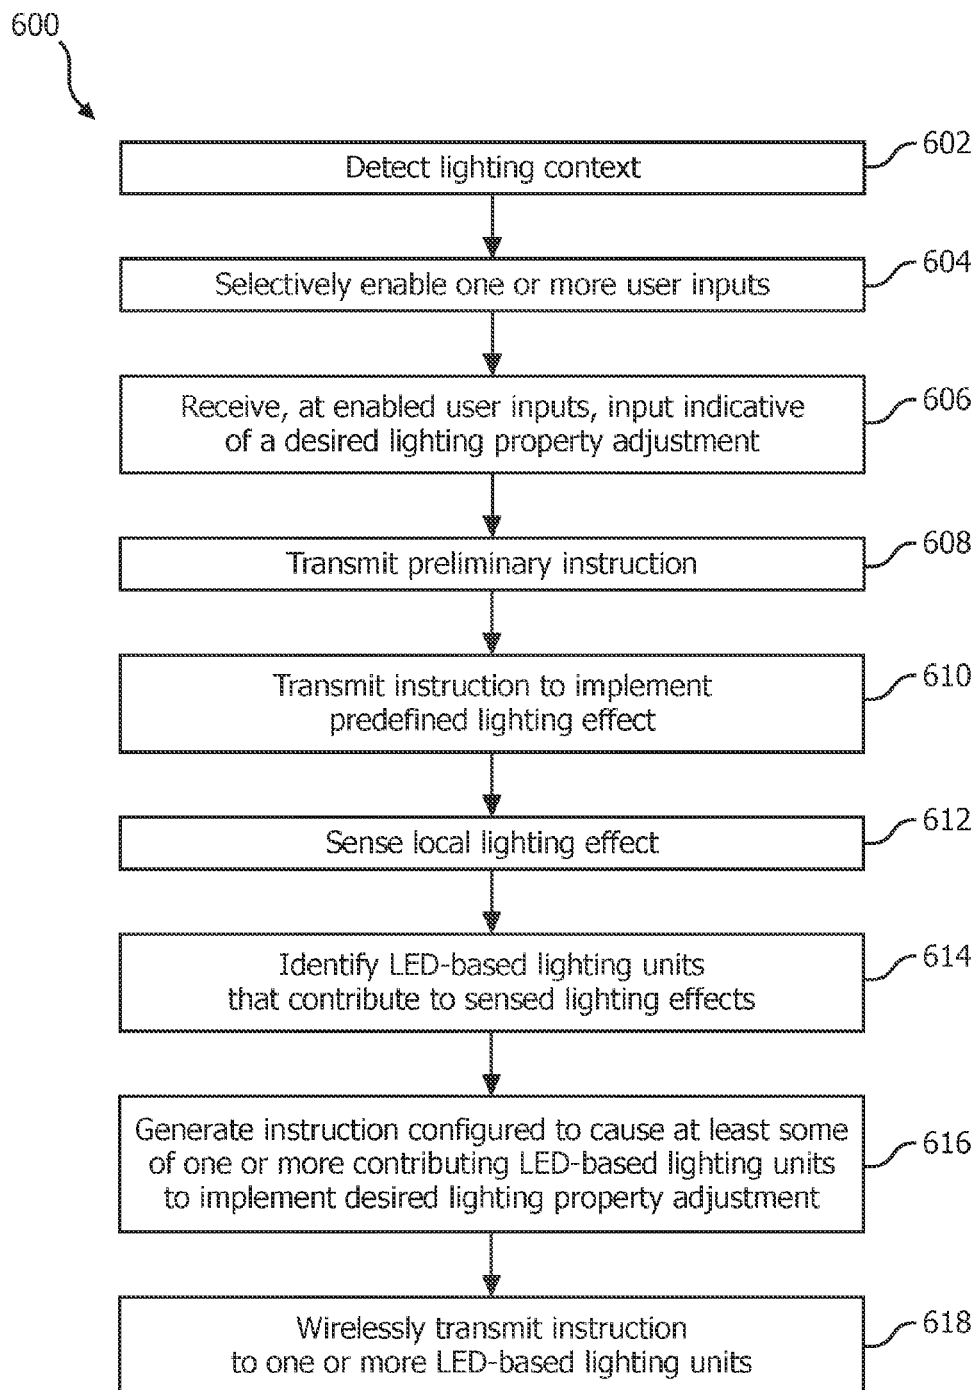 600
Detect lighting context
602
Selectively enable one or more user inputs
604
Receive, at enabled user inputs, input indicative
of a desired lighting property adjustment
606
Transmit preliminary instruction
608
Transmit instruction to implement
predefined lighting effect
610
Sense local lighting effect
612
Identify LED-based lighting units
that contribute to sensed lighting effects
614
Generate instruction configured to cause at least some
of one or more contributing LED-based lighting units
to implement desired lighting property adjustment
616
Wirelessly transmit instruction
to one or more LED-based lighting units
618